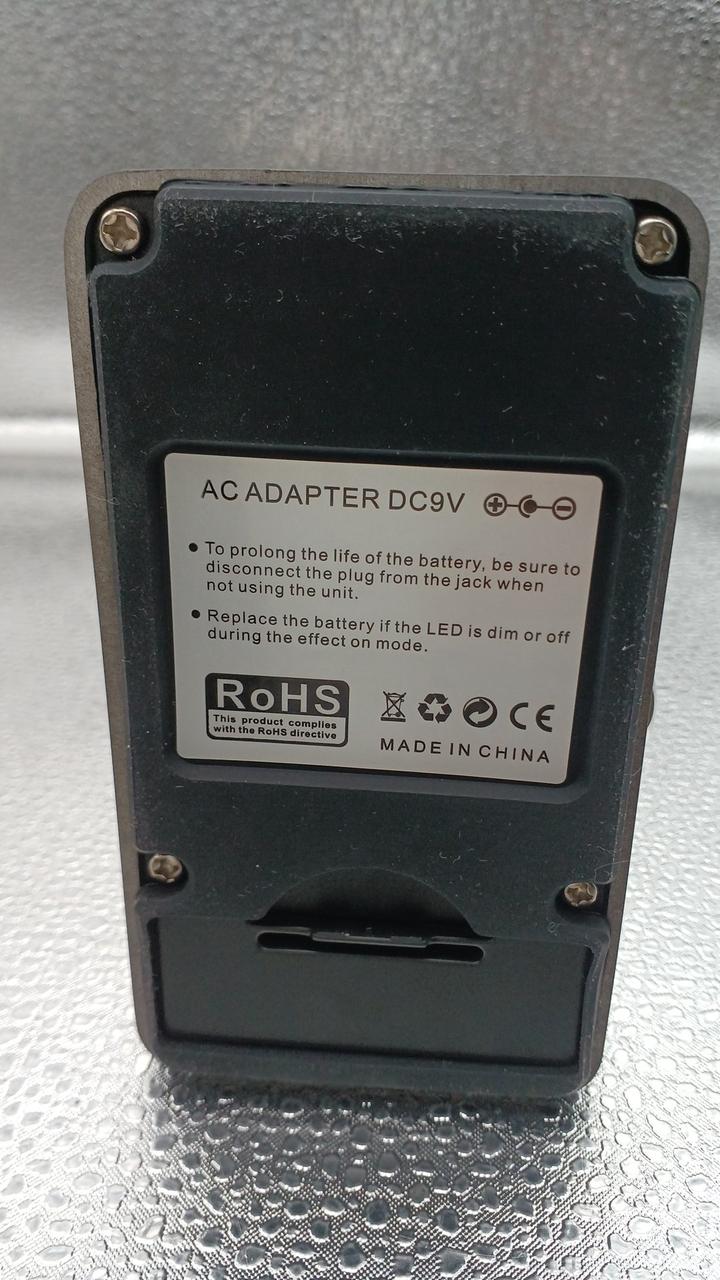 AC ADAPTER DC9V
• To prolong the life of the battery, be sure to
disconnect the plug from the jack when
not using the unit.
• Replace the battery if the LED is dim or off
during the effect on mode.
RoHS
This product complies
with the RoHS directive
CE
MADE IN CHINA